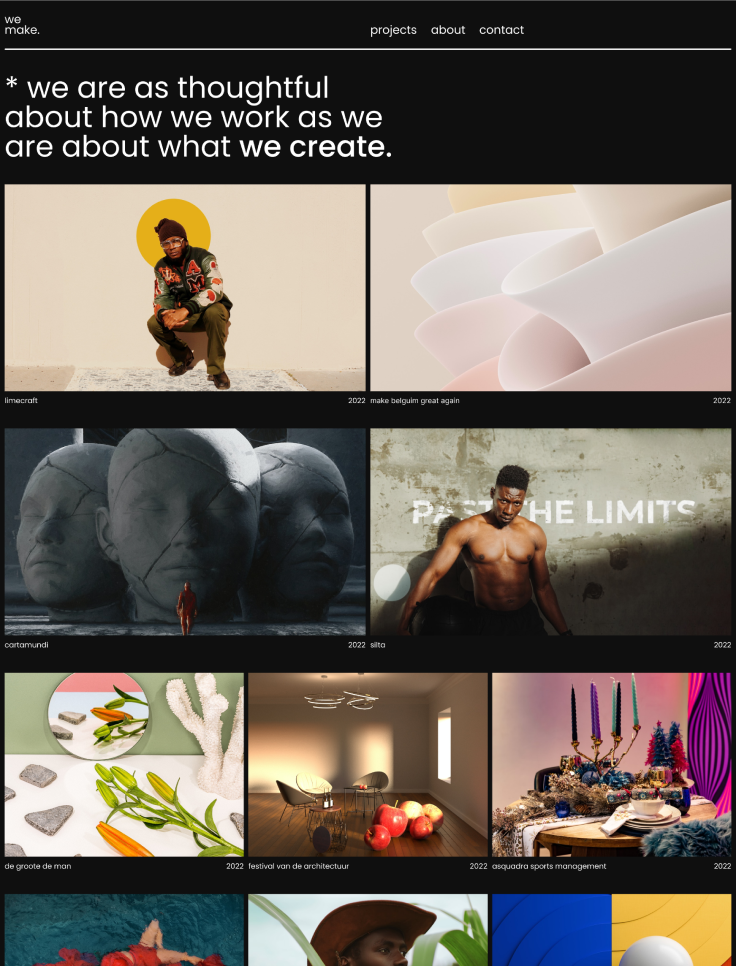 we
make.
projects about contact
* we are as thoughtful
about how we work as we
are about what we create.
limecraft 2022
make belguim great again 2022
PAST THE LIMITS
cartamundi 2022
silta 2022
de groote de man 2022
festival van de architectuur 2022
asquadra sports management 2022